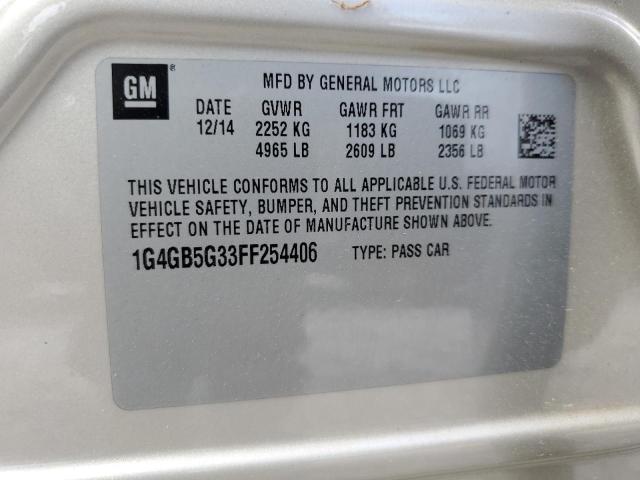 GM®
MFD BY GENERAL MOTORS LLC
DATE GVWR GAWR FRT GAWR RR
12/14 2252 KG 1183 KG 1069 KG
4965 LB 2609 LB 2356 LB
THIS VEHICLE CONFORMS TO ALL APPLICABLE U.S. FEDERAL MOTOR
VEHICLE SAFETY, BUMPER, AND THEFT PREVENTION STANDARDS IN
EFFECT ON THE DATE OF MANUFACTURE SHOWN ABOVE.
1G4GB5G33FF254406 TYPE: PASS CAR